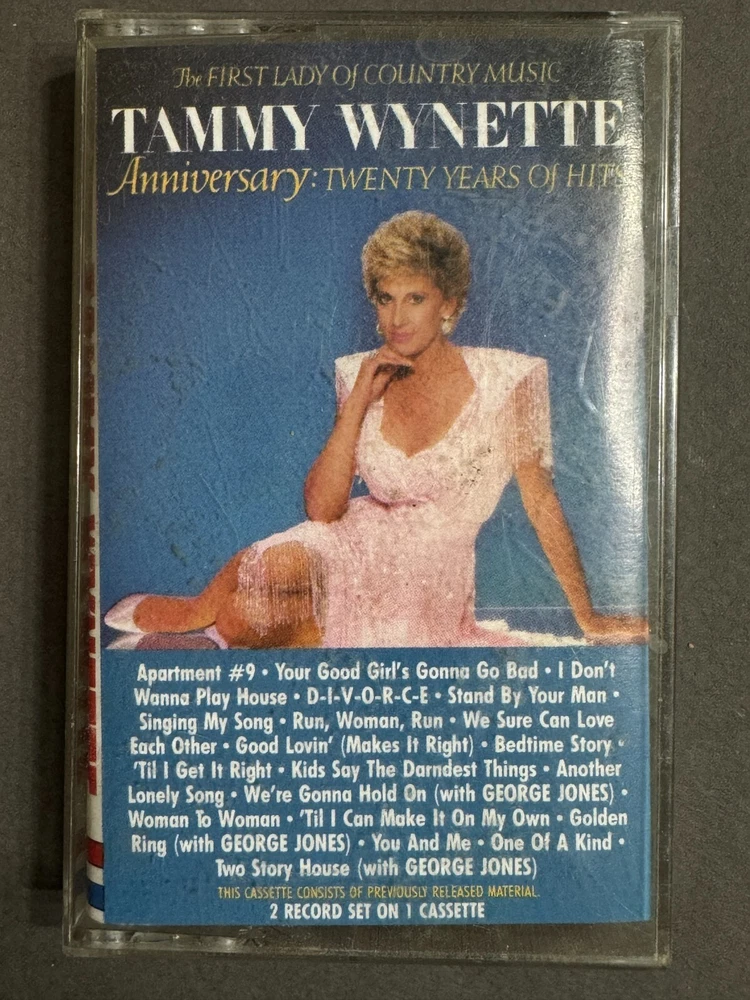 The FIRST LADY Of COUNTRY MUSIC
TAMMY WYNETTE
Anniversary: TWENTY YEARS Of HITS
Apartment #9 • Your Good Girl's Gonna Go Bad • I Don't
Wanna Play House • D-I-V-O-R-C-E • Stand By Your Man •
Singing My Song • Run, Woman, Run • We Sure Can Love
Each Other • Good Lovin' (Makes It Right) • Bedtime Story •
'Til I Get It Right • Kids Say The Darndest Things • Another
Lonely Song • We're Gonna Hold On (with GEORGE JONES) •
Woman To Woman • 'Til I Can Make It On My Own • Golden
Ring (with GEORGE JONES) • You And Me • One Of A Kind •
Two Story House (with GEORGE JONES)
THIS CASSETTE CONSISTS OF PREVIOUSLY RELEASED MATERIAL.
2 RECORD SET ON 1 CASSETTE